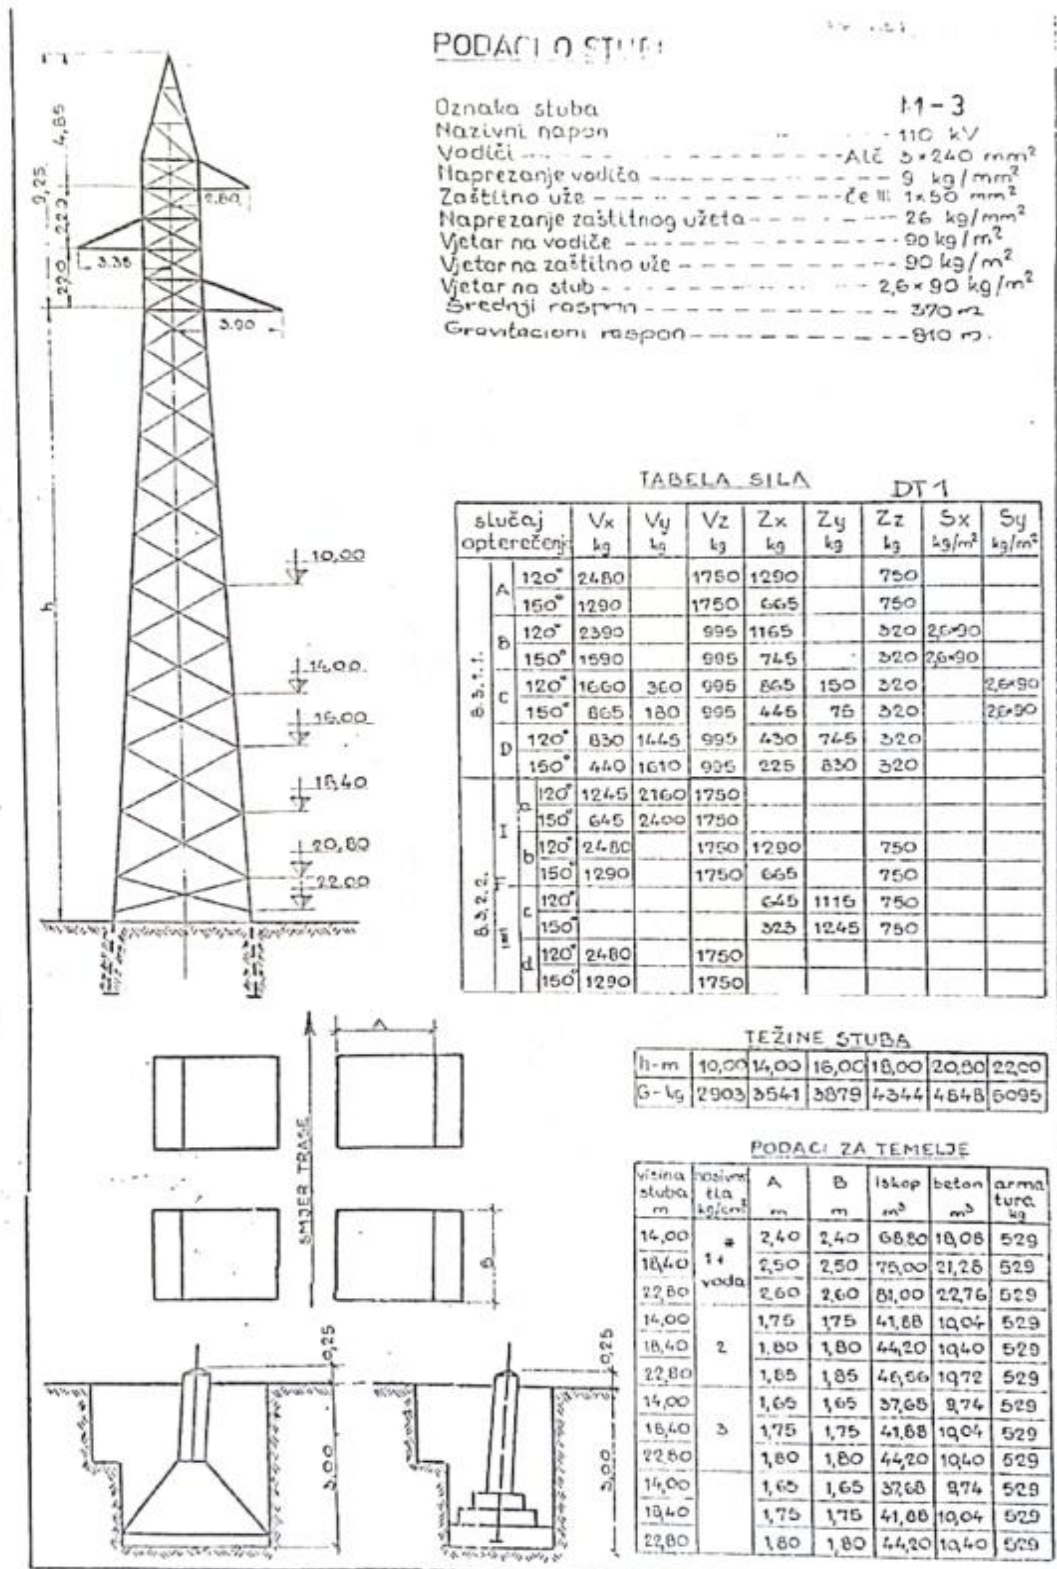 PODACI O STUBU
Oznaka stuba M-3
Nazivni napon 110 kV
Vodiči AlČ 3×240 mm²
Naprezanje vodiča 9 kg/mm²
Zaštitno uže Če III 1×50 mm²
Naprezanje zaštitnog užeta 26 kg/mm²
Vjetar na vodiče 90 kg/m²
Vjetar na zaštitno uže 90 kg/m²
Vjetar na stub 2,6×90 kg/m²
Srednji raspon 370 m
Gravitacioni raspon 810 m.
4,85
9,25
2,20
2,20
2.80
3.38
3.90
h
10,00
14,00
16,00
18,40
20,80
22,00
TABELA SILA DT 1
slučaj opterećenj Vx kg Vy kg Vz kg Zx kg Zy kg Zz kg Sx kg/m² Sy kg/m²
8.3.1.1.
A 120° 2480 1750 1290 750
150° 1290 1750 665 750
B 120° 2390 995 1165 320 2,6×90
150° 1590 995 745 320 2,6×90
C 120° 1660 360 995 865 150 320 2,6×90
150° 865 180 995 445 75 320 2,6×90
D 120° 830 1445 995 430 745 320
150° 440 1610 995 225 830 320
8.3.2.2.
a 120° 1245 2160 1750
150° 645 2400 1750
b 120° 2480 1750 1290 750
150° 1290 1750 665 750
c 120° 645 1115 750
150° 323 1245 750
d 120° 2480 1750
150° 1290 1750
A
SMJER TRASE
B
TEŽINE STUBA
h-m 10,00 14,00 16,00 18,00 20,80 22,00
G-kg 2903 3541 3879 4344 4848 5095
PODACI ZA TEMELJE
visina stuba m nosivost tla kg/cm² A m B m iskop m³ beton m³ armatura kg
14,00 1+ voda 2,40 2,40 68,80 18,08 529
18,40 2,50 2,50 75,00 21,28 529
22,80 2,60 2,60 81,00 22,76 529
14,00 2 1,75 1,75 41,88 10,04 529
18,40 1,80 1,80 44,20 10,40 529
22,80 1,85 1,85 46,56 10,72 529
14,00 3 1,65 1,65 37,68 9,74 529
18,40 1,75 1,75 41,88 10,04 529
22,80 1,80 1,80 44,20 10,40 529
14,00 1,65 1,65 37,68 9,74 529
18,40 1,75 1,75 41,88 10,04 529
22,80 1,80 1,80 44,20 10,40 529
0,25
3,00
0,25
3,00